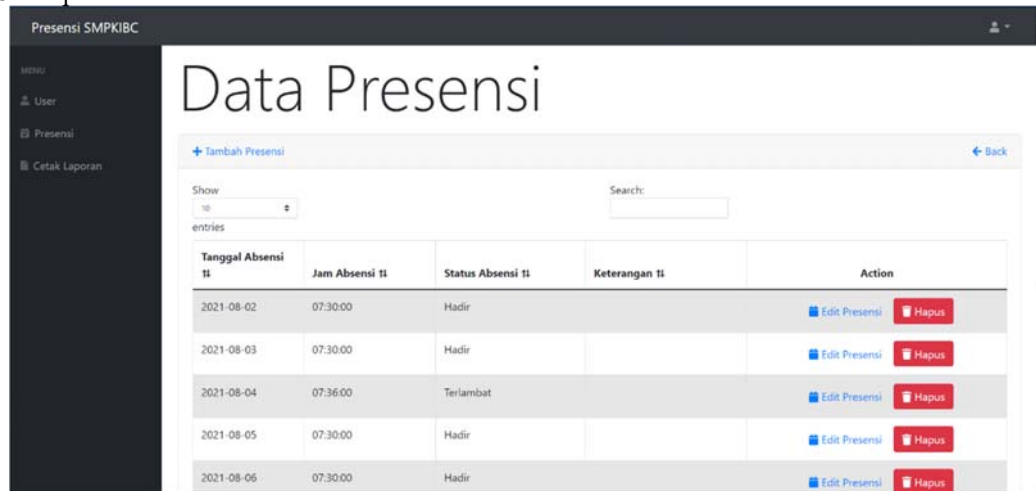 Presensi SMPKIBC
MENU
User
Presensi
Cetak Laporan
Data Presensi
Tambah Presensi
Back
Show
10
entries
Search:
Tanggal Absensi Jam Absensi Status Absensi Keterangan Action
2021-08-02 07:30:00 Hadir Edit Presensi Hapus
2021-08-03 07:30:00 Hadir Edit Presensi Hapus
2021-08-04 07:36:00 Terlambat Edit Presensi Hapus
2021-08-05 07:30:00 Hadir Edit Presensi Hapus
2021-08-06 07:30:00 Hadir Edit Presensi Hapus